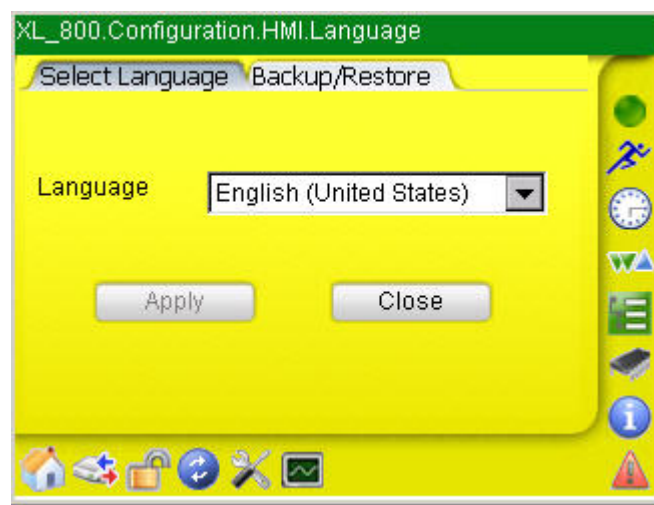 XL_800.Configuration.HMI.Language
Select Language Backup/Restore
Language English (United States)
Apply Close